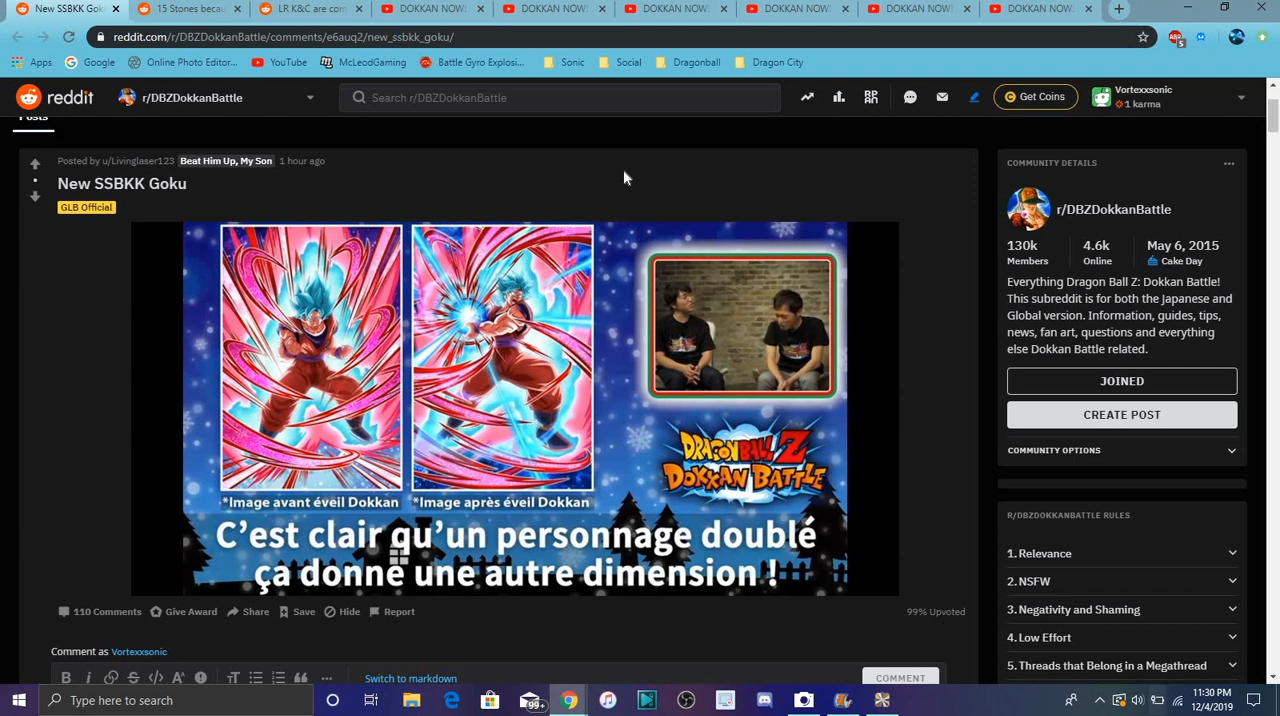 New SSBKK Goku
15 Stones becau
LR K&C are com
DOKKAN NOW!
DOKKAN NOW!
DOKKAN NOW!
DOKKAN NOW!
DOKKAN NOW!
DOKKAN NOW!
reddit.com/r/DBZDokkanBattle/comments/e6auq2/new_ssbkk_goku/
5
Apps Google Online Photo Editor... YouTube McLeodGaming Battle Gyro Explosi... Sonic Social Dragonball Dragon City
reddit r/DBZDokkanBattle Search r/DBZDokkanBattle Get Coins Vortexxsonic
1 karma
Posts
Posted by u/Livinglaser123 Beat Him Up, My Son 1 hour ago
New SSBKK Goku
GLB Official
DRAGON BALL Z
DOKKAN BATTLE
*Image avant éveil Dokkan *Image après éveil Dokkan
C'est clair qu'un personnage doublé
ça donne une autre dimension !
110 Comments Give Award Share Save Hide Report 99% Upvoted
Comment as Vortexxsonic
Switch to markdown COMMENT
COMMUNITY DETAILS
r/DBZDokkanBattle
130k 4.6k May 6, 2015
Members Online Cake Day
Everything Dragon Ball Z: Dokkan Battle!
This subreddit is for both the Japanese and
Global version. Information, guides, tips,
news, fan art, questions and everything
else Dokkan Battle related.
JOINED
CREATE POST
COMMUNITY OPTIONS
R/DBZDOKKANBATTLE RULES
1. Relevance
2. NSFW
3. Negativity and Shaming
4. Low Effort
5. Threads that Belong in a Megathread
Type here to search 99+ 1:30 PM
12/4/2019